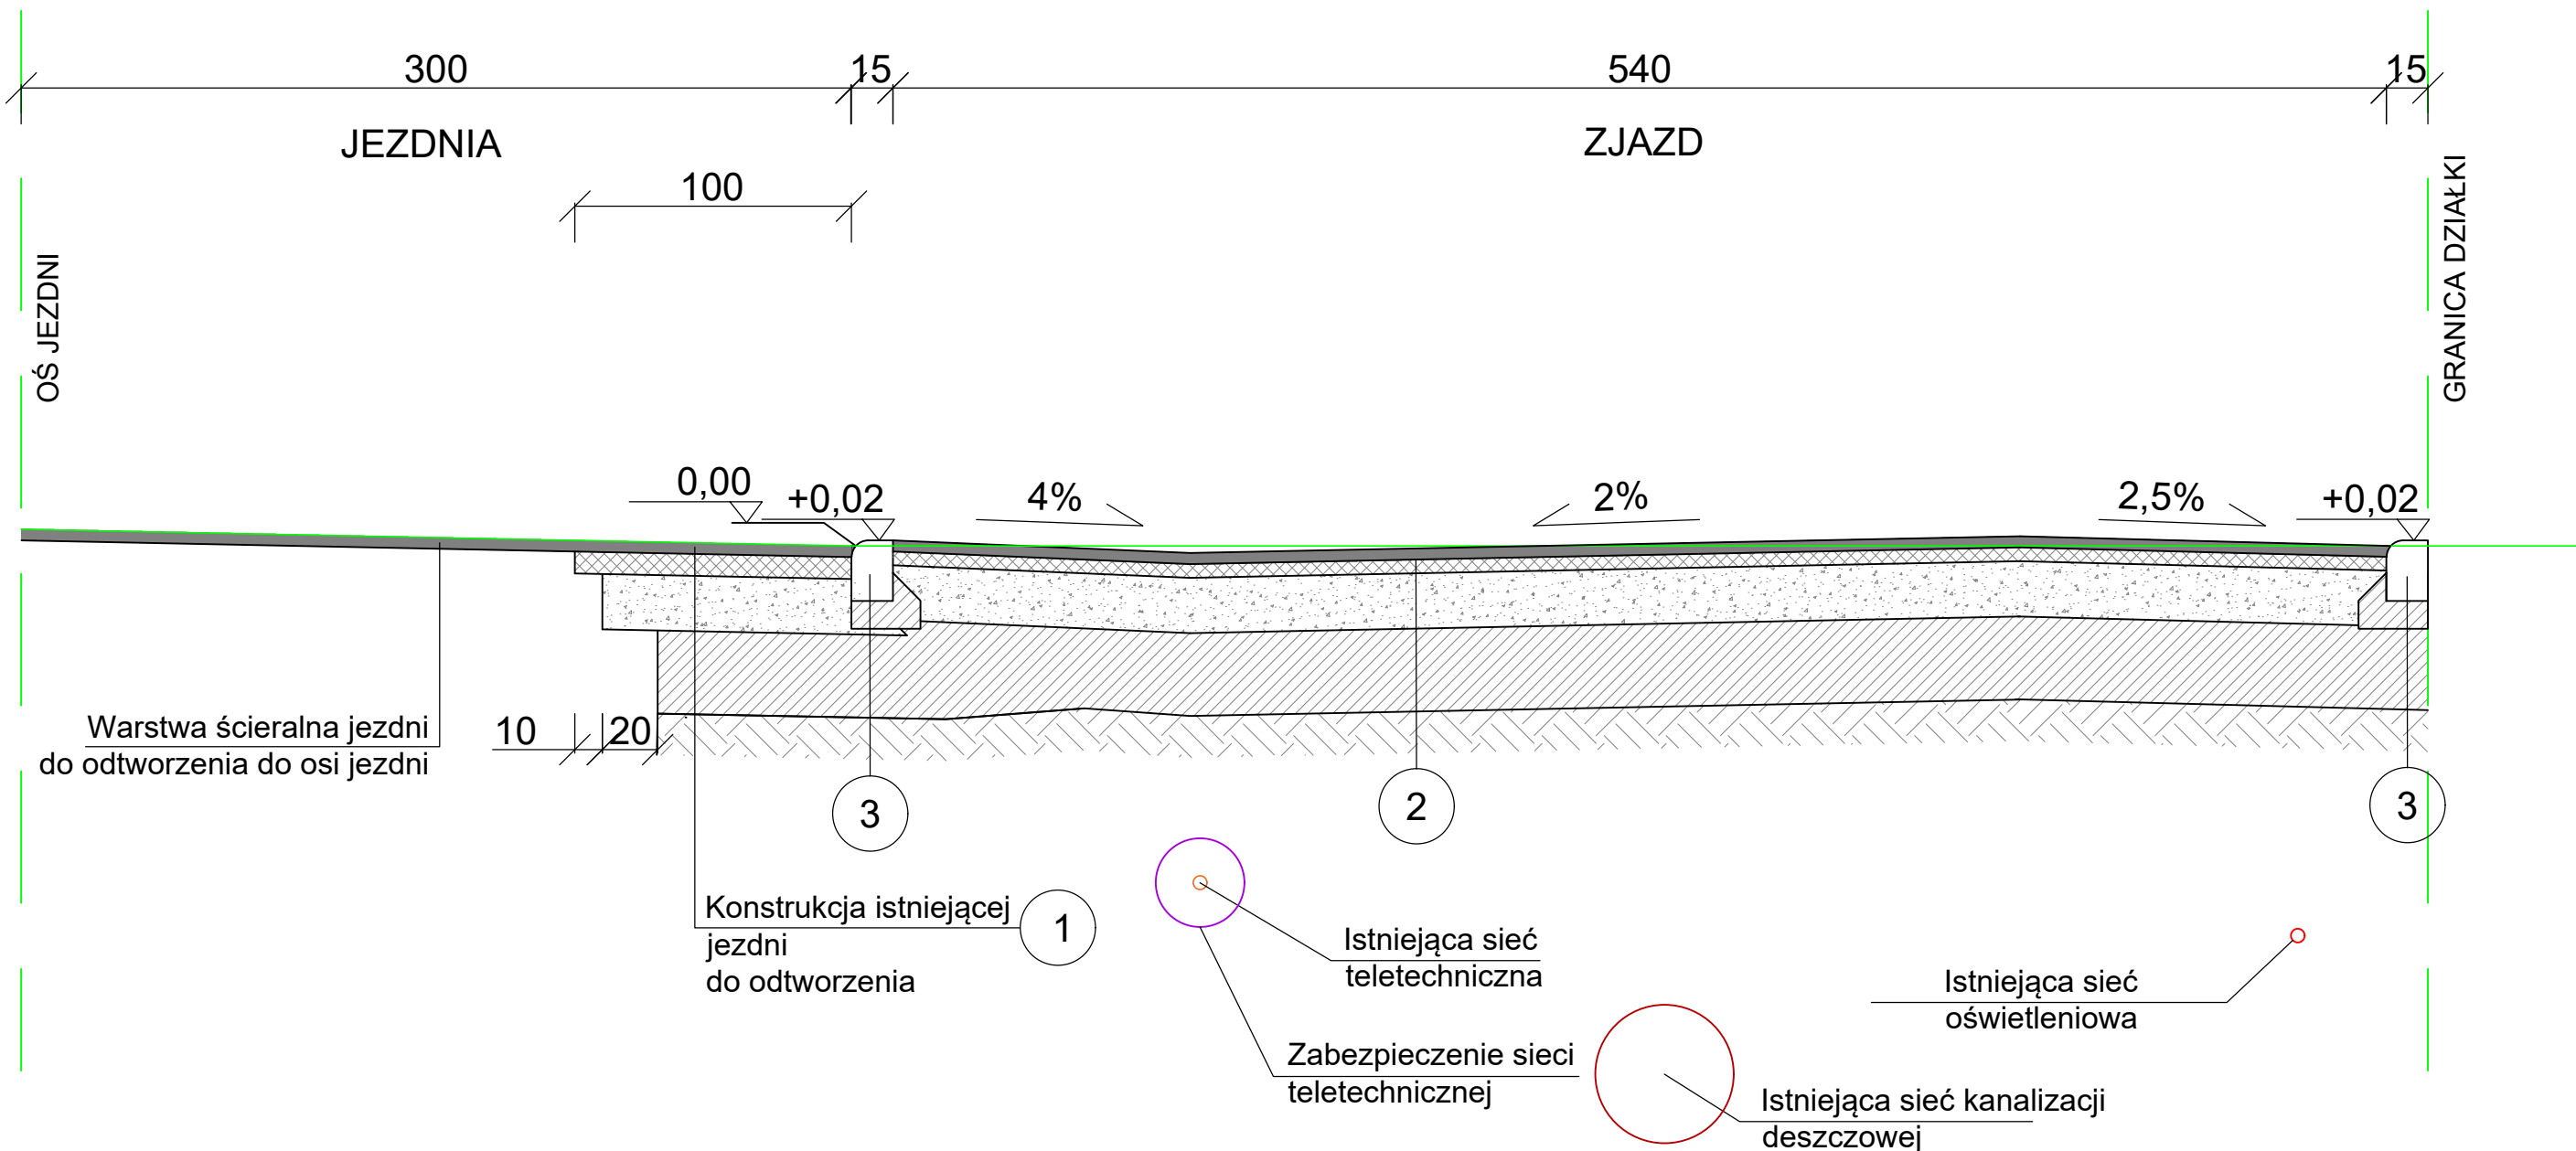 300
15
540
15
JEZDNIA
ZJAZD
100
OŚ JEZDNI
GRANICA DZIAŁKI
0,00
+0,02
4%
2%
2,5%
+0,02
Warstwa ścieralna jezdni
do odtworzenia do osi jezdni
10
20
3
2
3
Konstrukcja istniejącej
jezdni
do odtworzenia
1
Istniejąca sieć
teletechniczna
Istniejąca sieć
oświetleniowa
Zabezpieczenie sieci
teletechnicznej
Istniejąca sieć kanalizacji
deszczowej